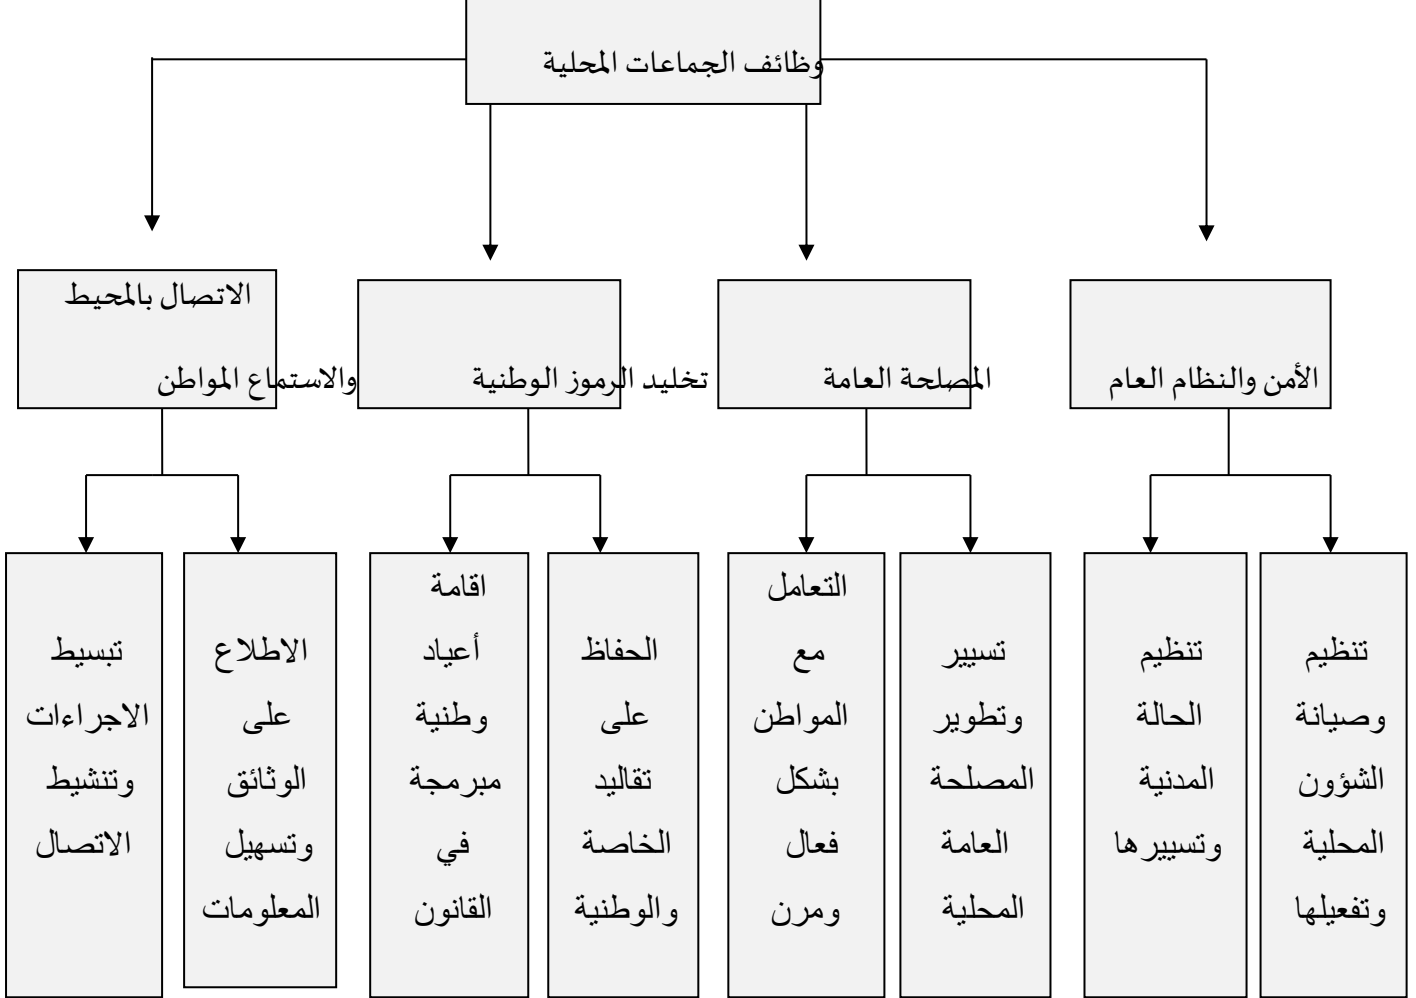 وظائف الجماعات المحلية
الأمن والنظام العام
المصلحة العامة
تخليد الرموز الوطنية
الاتصال بالمحيط
والاستماع المواطن
تنظيم
وصيانة
الشؤون
المحلية
وتفعيلها
تنظيم
الحالة
المدنية
وتسييرها
تسيير
وتطوير
المصلحة
العامة
المحلية
التعامل
مع
المواطن
بشكل
فعال
ومرن
الحفاظ
على
تقاليد
الخاصة
والوطنية
اقامة
أعياد
وطنية
مبرمجة
في
القانون
الاطلاع
على
الوثائق
وتسهيل
المعلومات
تبسيط
الاجراءات
وتنشيط
الاتصال